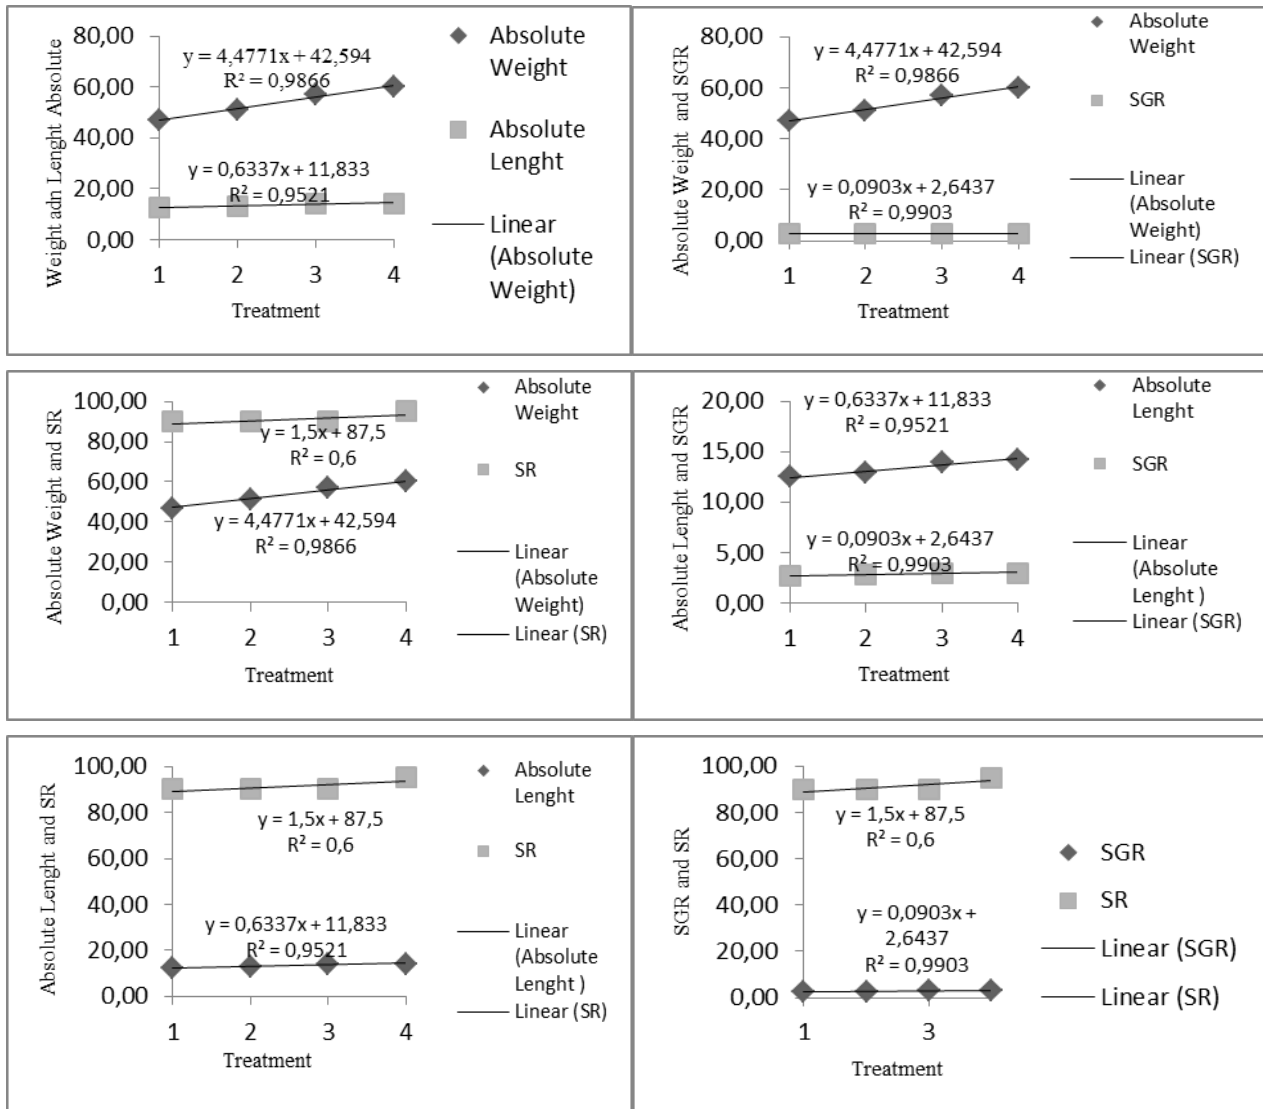 Weight adn Lenght Absolute
80,00
60,00
40,00
20,00
0,00
y = 4,4771x + 42,594
R² = 0,9866
y = 0,6337x + 11,833
R² = 0,9521
1 2 3 4
Treatment
Absolute
Weight
Absolute
Lenght
Linear
(Absolute
Weight)
Absolute Weight and SGR
80,00
60,00
40,00
20,00
0,00
y = 4,4771x + 42,594
R² = 0,9866
y = 0,0903x + 2,6437
R² = 0,9903
1 2 3 4
Treatment
Absolute
Weight
SGR
Linear
(Absolute
Weight)
Linear (SGR)
Absolute Weight and SR
100,00
80,00
60,00
40,00
20,00
0,00
y = 1,5x + 87,5
R² = 0,6
y = 4,4771x + 42,594
R² = 0,9866
1 2 3 4
Treatment
Absolute
Weight
SR
Linear
(Absolute
Weight)
Linear (SR)
Absolute Lenght and SGR
20,00
15,00
10,00
5,00
0,00
y = 0,6337x + 11,833
R² = 0,9521
y = 0,0903x + 2,6437
R² = 0,9903
1 2 3 4
Treatment
Absolute
Lenght
SGR
Linear
(Absolute
Lenght )
Linear (SGR)
Absolute Lenght and SR
100,00
80,00
60,00
40,00
20,00
0,00
y = 1,5x + 87,5
R² = 0,6
y = 0,6337x + 11,833
R² = 0,9521
1 2 3 4
Treatment
Absolute
Lenght
SR
Linear
(Absolute
Lenght )
Linear (SR)
SGR and SR
100,00
80,00
60,00
40,00
20,00
0,00
y = 1,5x + 87,5
R² = 0,6
y = 0,0903x +
2,6437
R² = 0,9903
1 3
Treatment
SGR
SR
Linear (SGR)
Linear (SR)